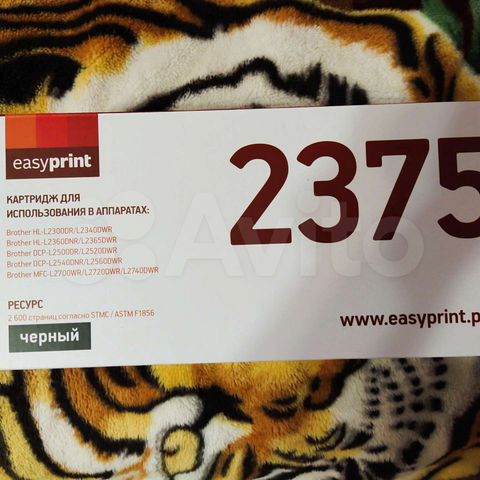 easyprint
КАРТРИДЖ ДЛЯ
ИСПОЛЬЗОВАНИЯ В АППАРАТАХ:
Brother HL-L2300DR/L2340DWR
Brother HL-L2360DNR/L2365DWR
Brother DCP-L2500DR/L2520DWR
Brother DCP-L2540DNR/L2560DWR
Brother MFC-L2700WR/L2720DWR/L2740DWR
РЕСУРС
2 600 страниц согласно STMC / ASTM F1856
черный
2375
www.easyprint.p
Avito